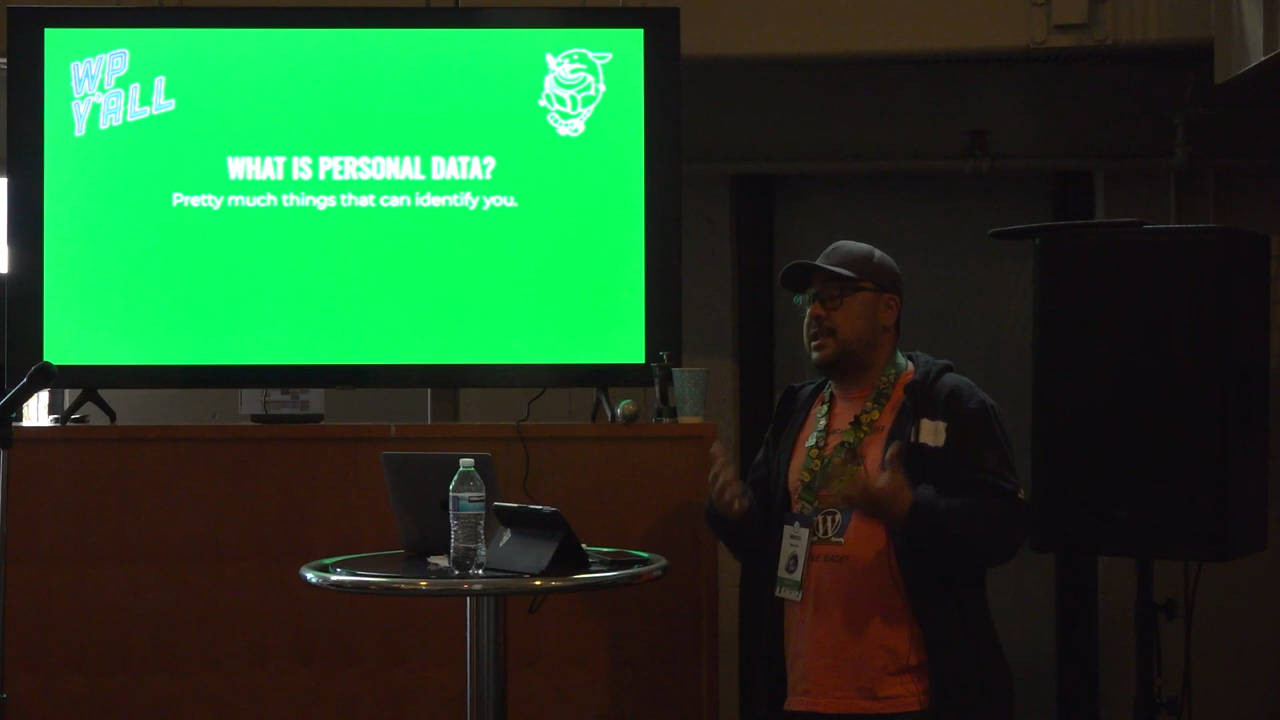 WP
Y'ALL
WHAT IS PERSONAL DATA?
Pretty much things that can identify you.
W